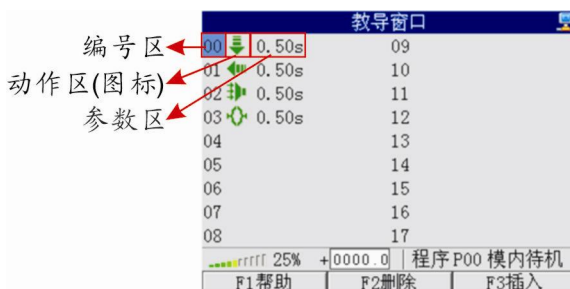 教导窗口
编号区 00 0.50s 09
动作区(图标) 01 0.50s 10
02 0.50s 11
参数区 03 0.50s 12
04 13
05 14
06 15
07 16
08 17
25% +0000.0 程序 P00 模内待机
F1帮助 F2删除 F3插入